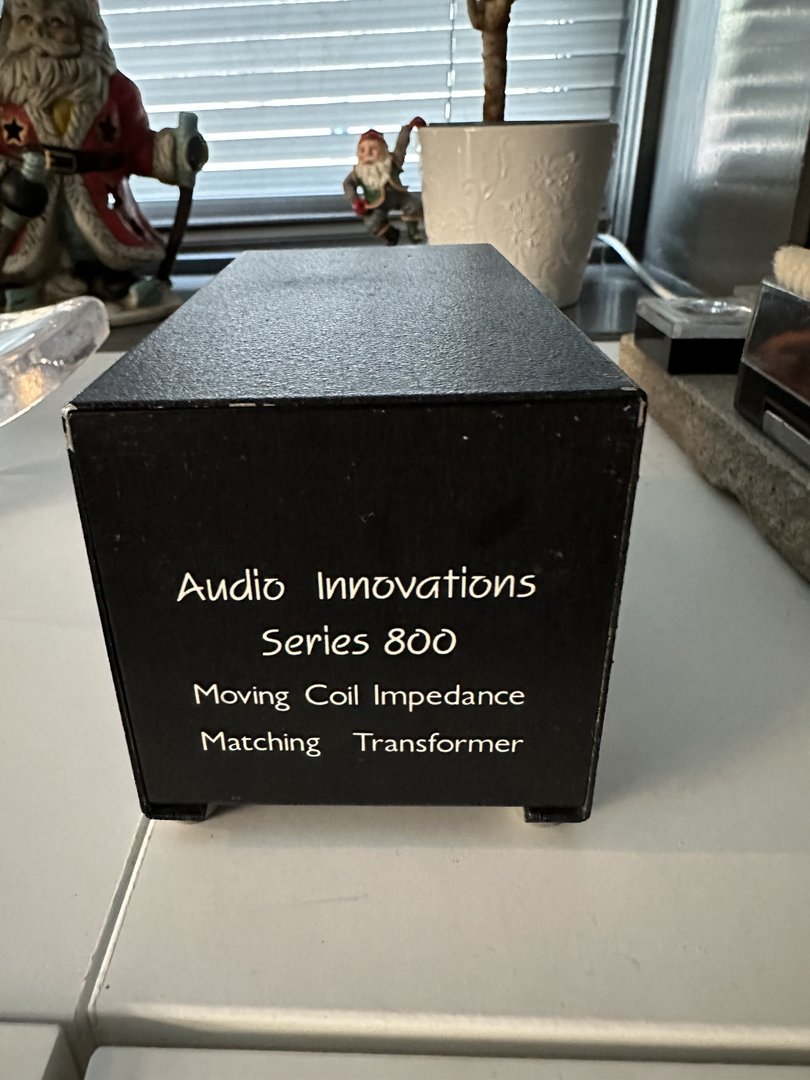 Audio Innovations
Series 800
Moving Coil Impedance
Matching Transformer